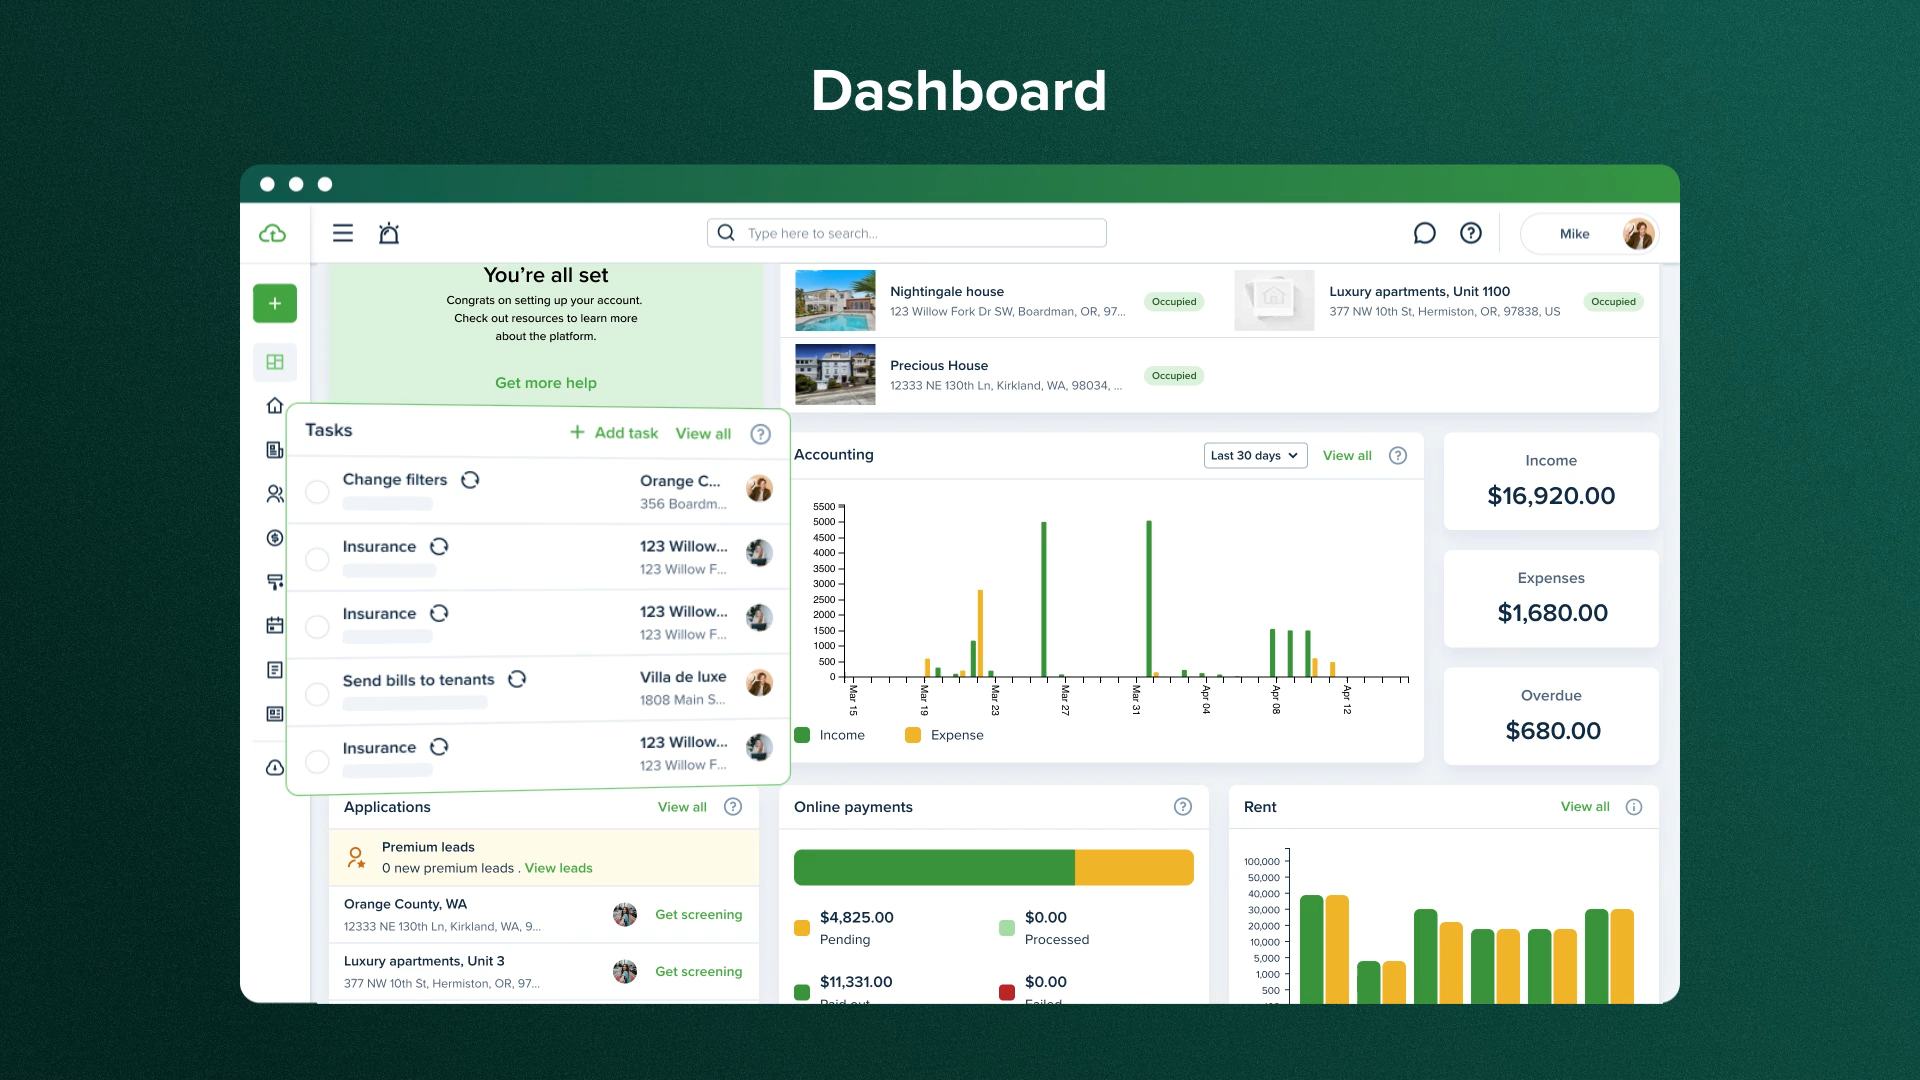 Dashboard
Type here to search...
Mike
You're all set
Congrats on setting up your account.
Check out resources to learn more
about the platform.
Get more help
Nightingale house
123 Willow Fork Dr SW, Boardman, OR, 97...
Occupied
Luxury apartments, Unit 1100
377 NW 10th St, Hermiston, OR, 97838, US
Occupied
Precious House
12333 NE 130th Ln, Kirkland, WA, 98034, ...
Occupied
Tasks
+ Add task
View all
Change filters
Orange C...
356 Boardm...
Insurance
123 Willow...
123 Willow F...
Insurance
123 Willow...
123 Willow F...
Send bills to tenants
Villa de luxe
1808 Main S...
Insurance
123 Willow...
123 Willow F...
Accounting
Last 30 days
View all
5500
5000
4500
4000
3500
3000
2500
2000
1500
1000
500
0
Mar 15
Mar 19
Mar 23
Mar 27
Mar 31
Apr 04
Apr 08
Apr 12
Income
Expense
Income
$16,920.00
Expenses
$1,680.00
Overdue
$680.00
Applications
View all
Premium leads
0 new premium leads . View leads
Orange County, WA
12333 NE 130th Ln, Kirkland, WA, 9...
Get screening
Luxury apartments, Unit 3
377 NW 10th St, Hermiston, OR, 97...
Get screening
Online payments
$4,825.00
Pending
$0.00
Processed
$11,331.00
Paid out
$0.00
Failed
Rent
View all
100,000
50,000
40,000
30,000
20,000
10,000
5,000
1,000
500